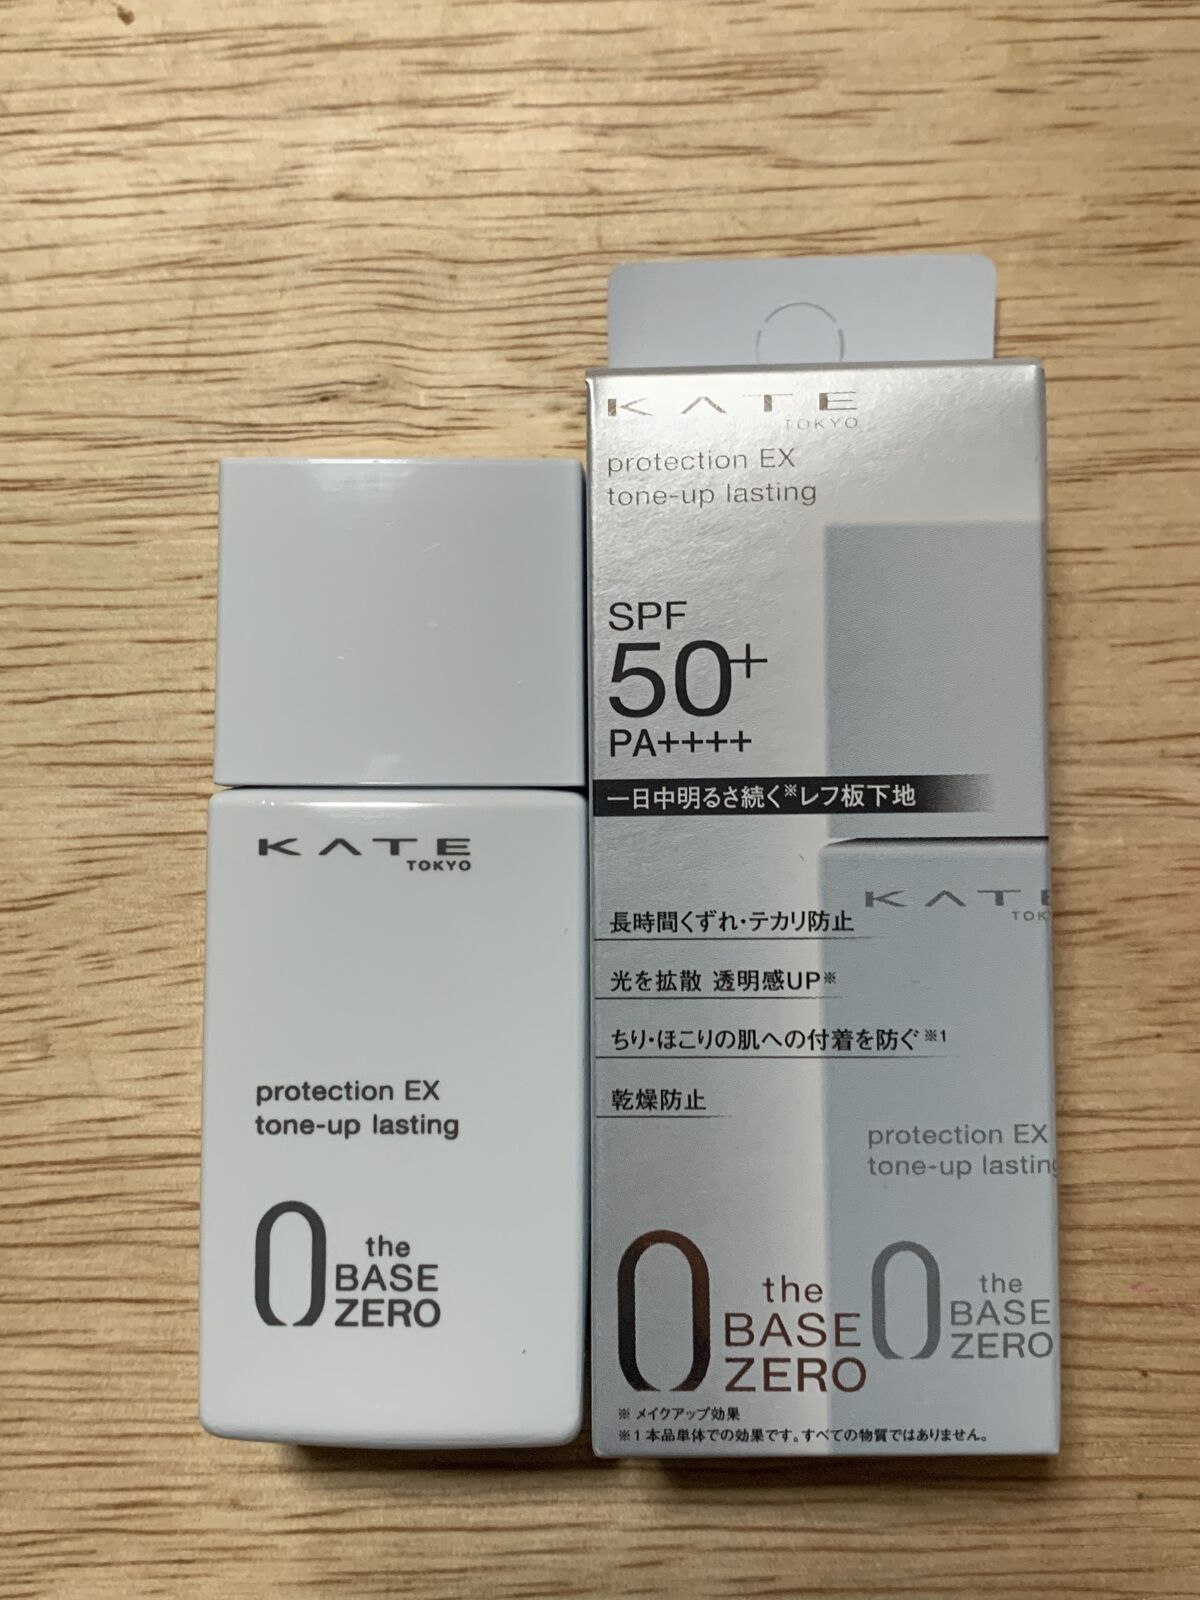 KATE
TOKYO
protection EX
tone-up lasting
0 the
BASE
ZERO
KATE
TOKYO
protection EX
tone-up lasting
SPF
50+
PA++++
一日中明るさ続く※レフ板下地
長時間くずれ・テカリ防止
光を拡散 透明感UP※
ちり・ほこりの肌への付着を防ぐ※1
乾燥防止
0 the
BASE
ZERO
※ メイクアップ効果
※1 本品単体での効果です。すべての物質ではありません。
KATE
TOK
protection EX
tone-up lasting
0 the
BASE
ZERO